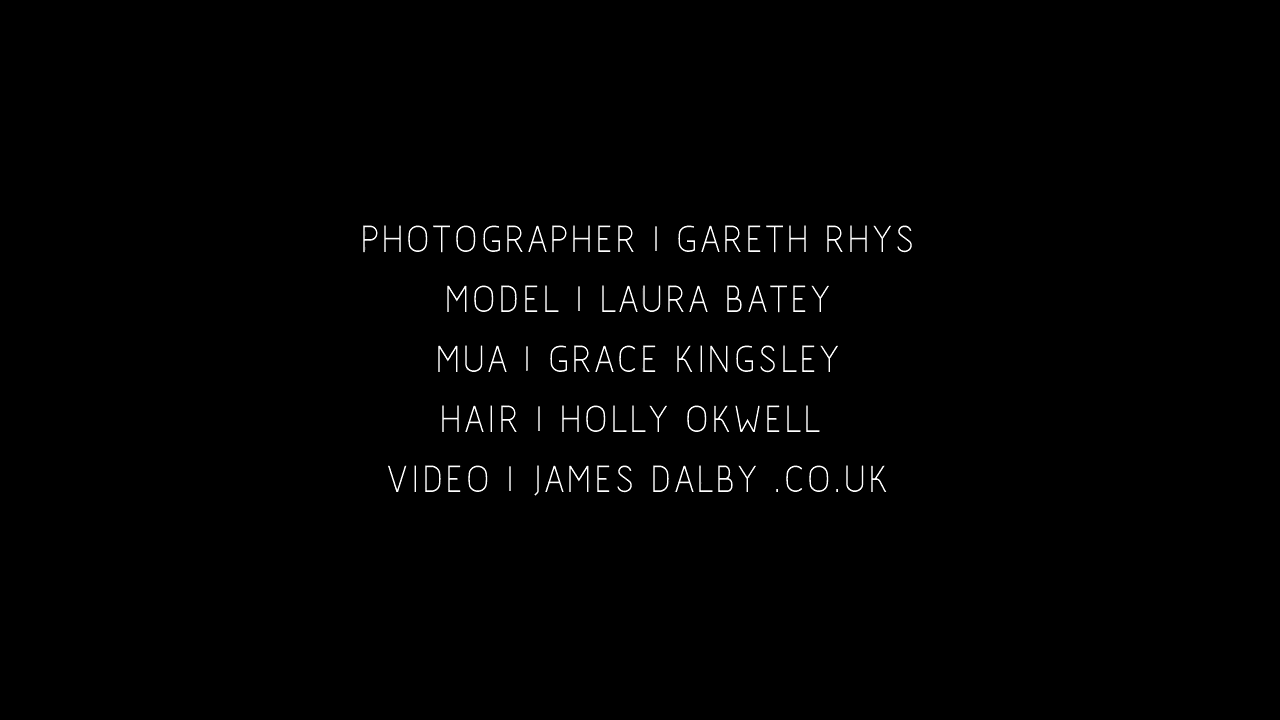 PHOTOGRAPHER | GARETH RHYS
MODEL | LAURA BATEY
MUA | GRACE KINGSLEY
HAIR | HOLLY OKWELL
VIDEO | JAMES DALBY .CO.UK